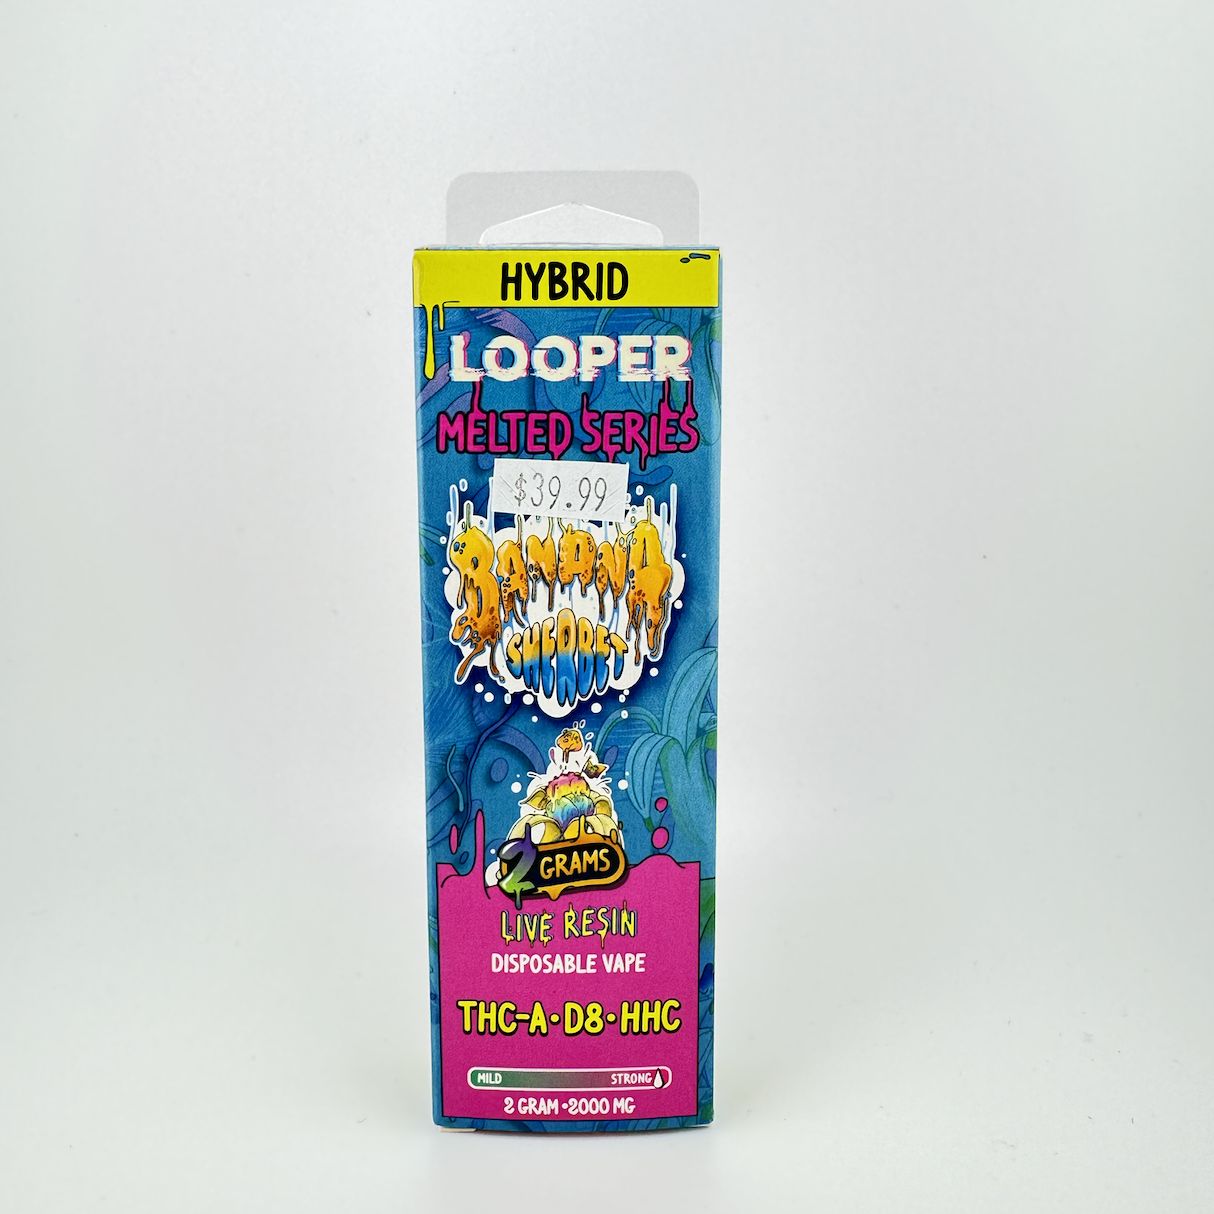 HYBRID
LOOPER
MELTED SERIES
$39.99
BANANA
SHERBET
2 GRAMS
LIVE RESIN
DISPOSABLE VAPE
THC-A•D8•HHC
MILD STRONG
2 GRAM•2000 MG